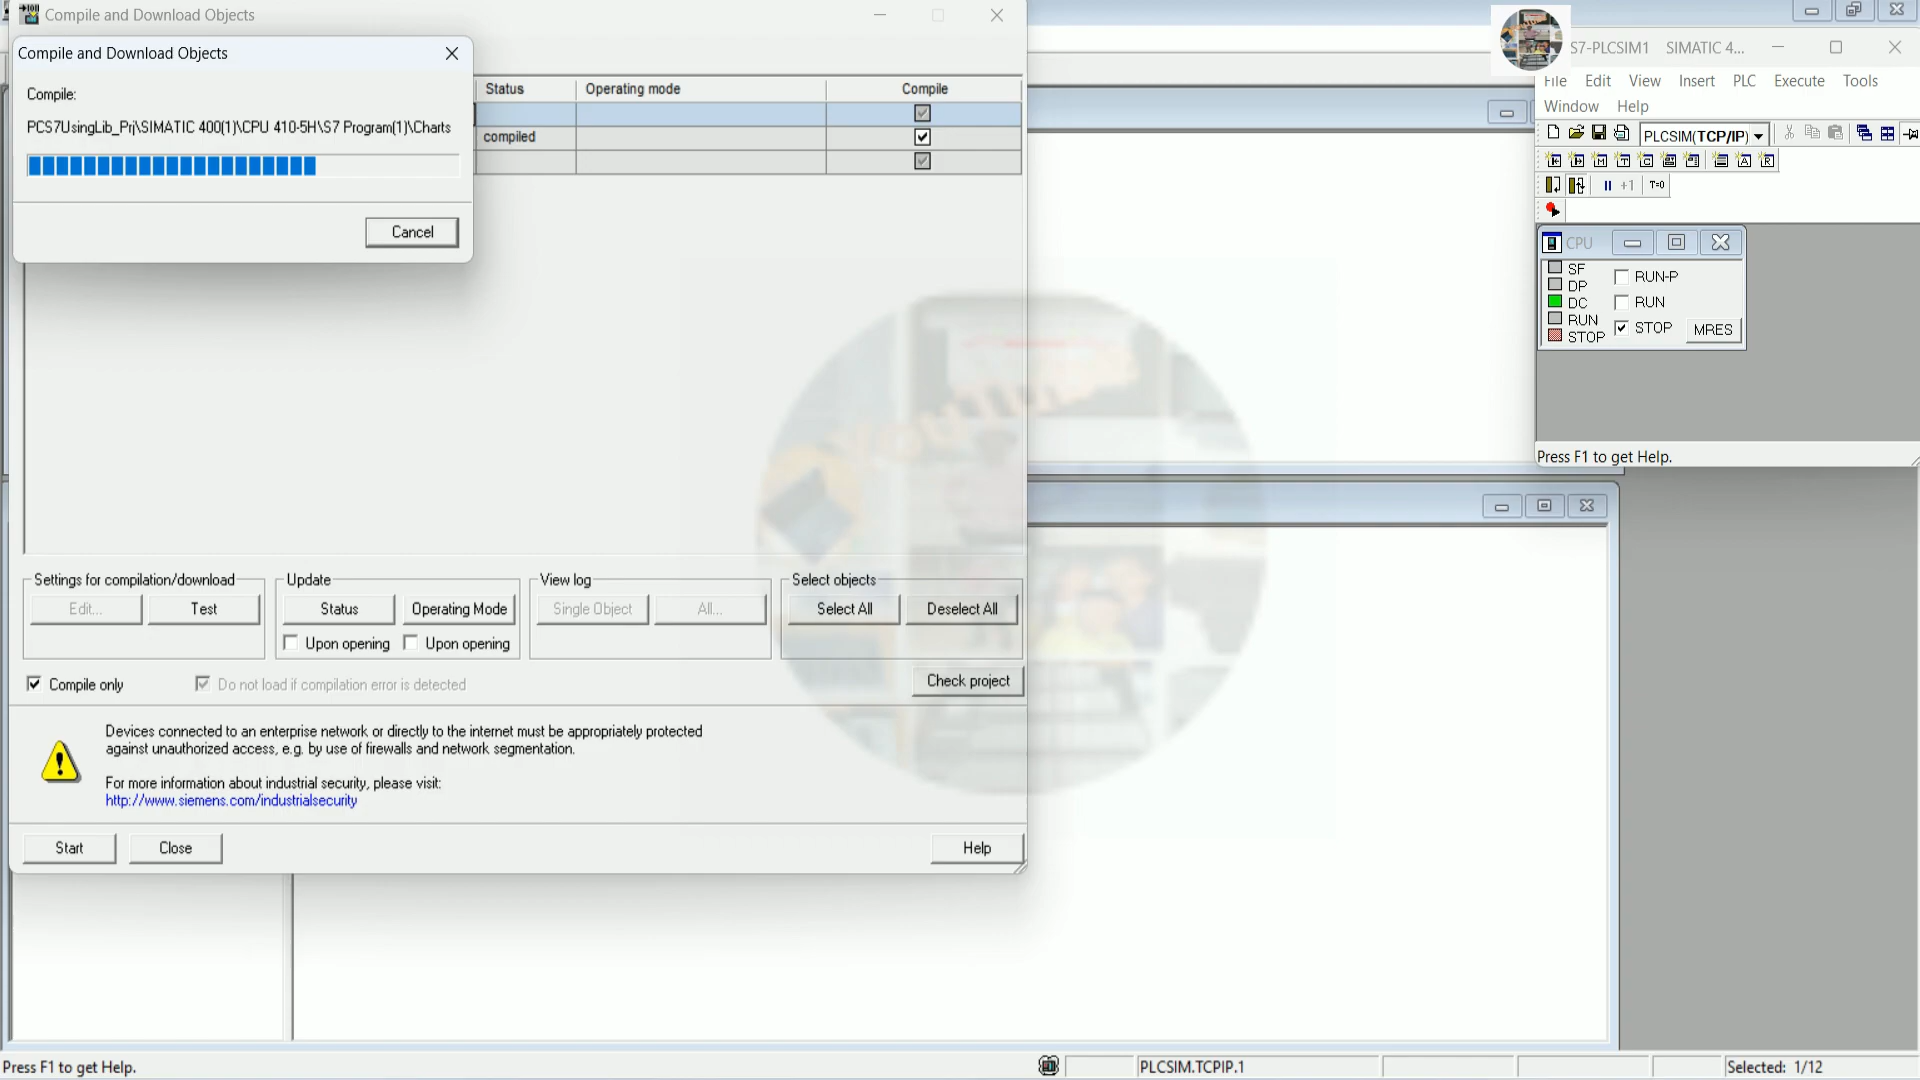 Compile and Download Objects
Compile and Download Objects
Compile:
PCS7UsingLib_Prj\SIMATIC 400(1)\CPU 410-5H\S7 Program(1)\Charts
Cancel
Status Operating mode Compile
compiled
Settings for compilation/download
Edit... Test
Update
Status Operating Mode
Upon opening Upon opening
View log
Single Object All...
Select objects
Select All Deselect All
Compile only Do not load if compilation error is detected
Check project
Devices connected to an enterprise network or directly to the internet must be appropriately protected
against unauthorized access, e.g. by use of firewalls and network segmentation.
For more information about industrial security, please visit:
http://www.siemens.com/industrialsecurity
Start Close Help
S7-PLCSIM1 SIMATIC 4...
File Edit View Insert PLC Execute Tools
Window Help
PLCSIM(TCP/IP)
+1 T=0
CPU
SF
DP
DC
RUN
STOP
RUN-P
RUN
STOP MRES
Press F1 to get Help.
Press F1 to get Help. PLCSIM.TCPIP.1 Selected: 1/12